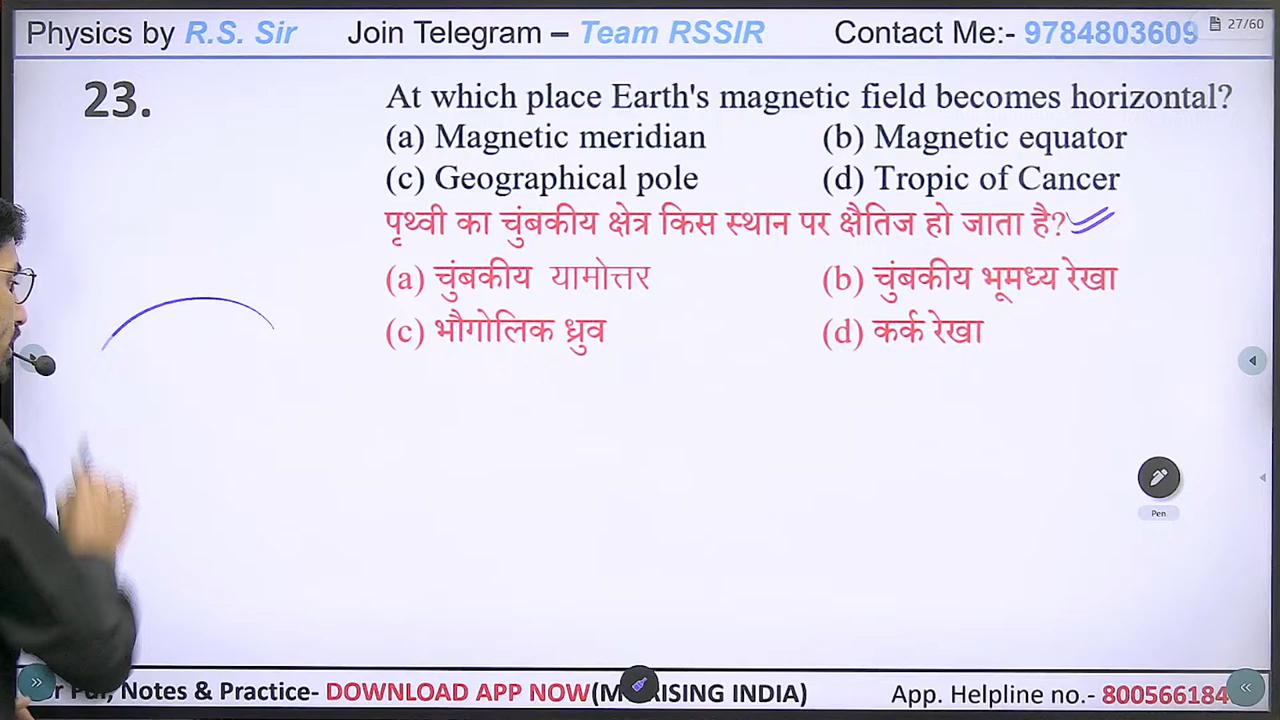 Physics by R.S. Sir Join Telegram – Team RSSIR Contact Me:- 9784803609 27/60
23. At which place Earth's magnetic field becomes horizontal?
(a) Magnetic meridian (b) Magnetic equator
(c) Geographical pole (d) Tropic of Cancer
पृथ्वी का चुंबकीय क्षेत्र किस स्थान पर क्षैतिज हो जाता है?
(a) चुंबकीय यामोत्तर (b) चुंबकीय भूमध्य रेखा
(c) भौगोलिक ध्रुव (d) कर्क रेखा
Pen
Notes & Practice- DOWNLOAD APP NOW RISING INDIA) App. Helpline no.- 800566184